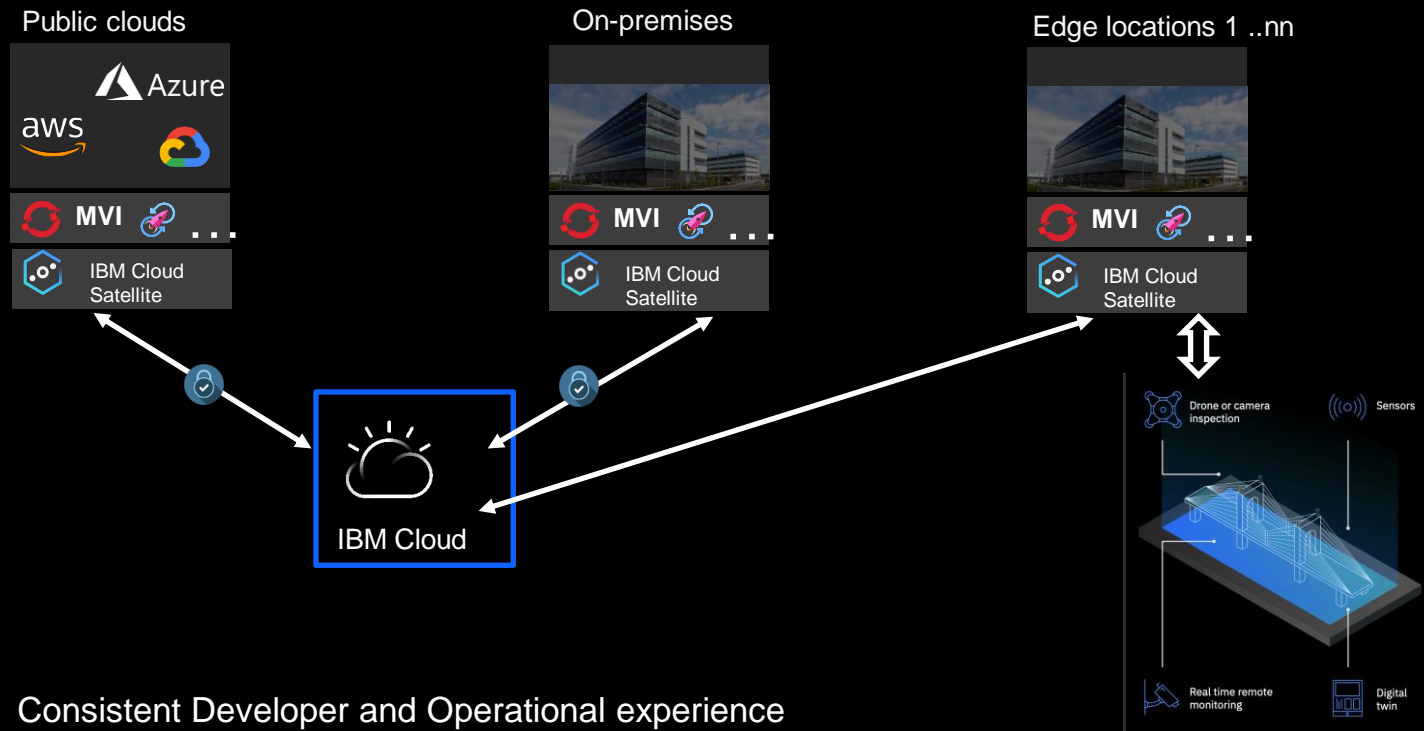 Public clouds
On-premises
Edge locations 1 ..nn
Azure
aws
MVI
...
MVI
...
MVI
...
IBM Cloud
Satellite
IBM Cloud
Satellite
IBM Cloud
Satellite
IBM Cloud
Drone or camera
inspection
Sensors
Real time remote
monitoring
Digital
twin
Consistent Developer and Operational experience